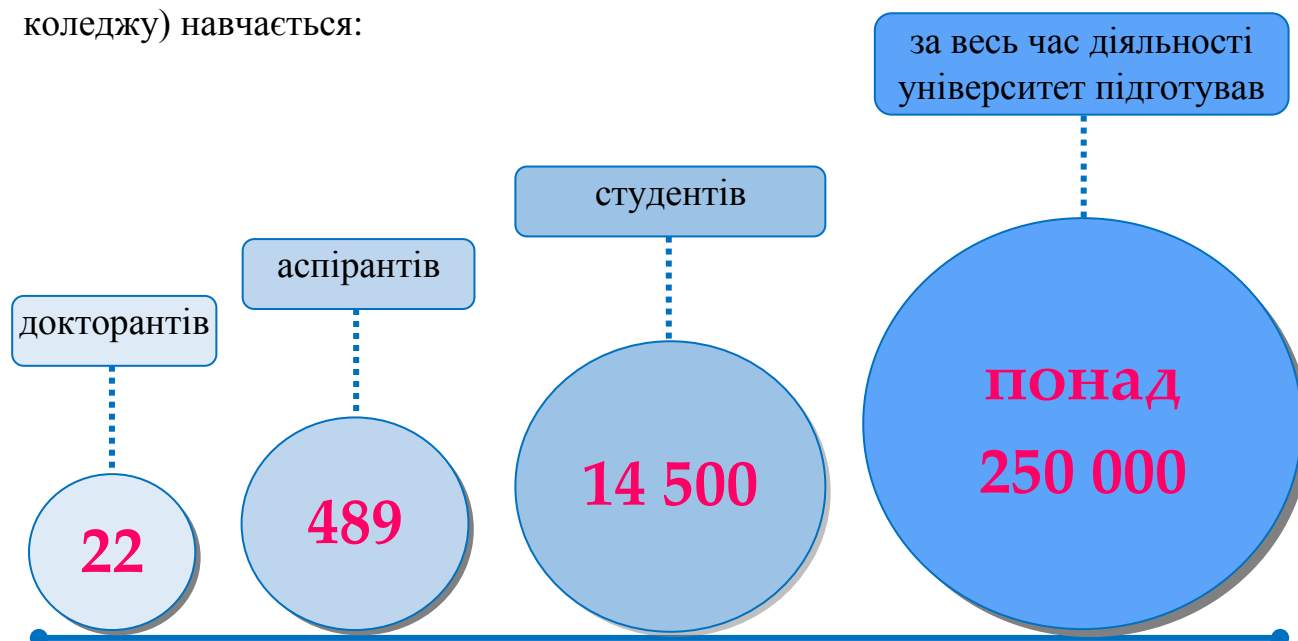 коледжу) навчається:
за весь час діяльності
університет підготував
студентів
аспірантів
докторантів
понад
250 000
14 500
489
22